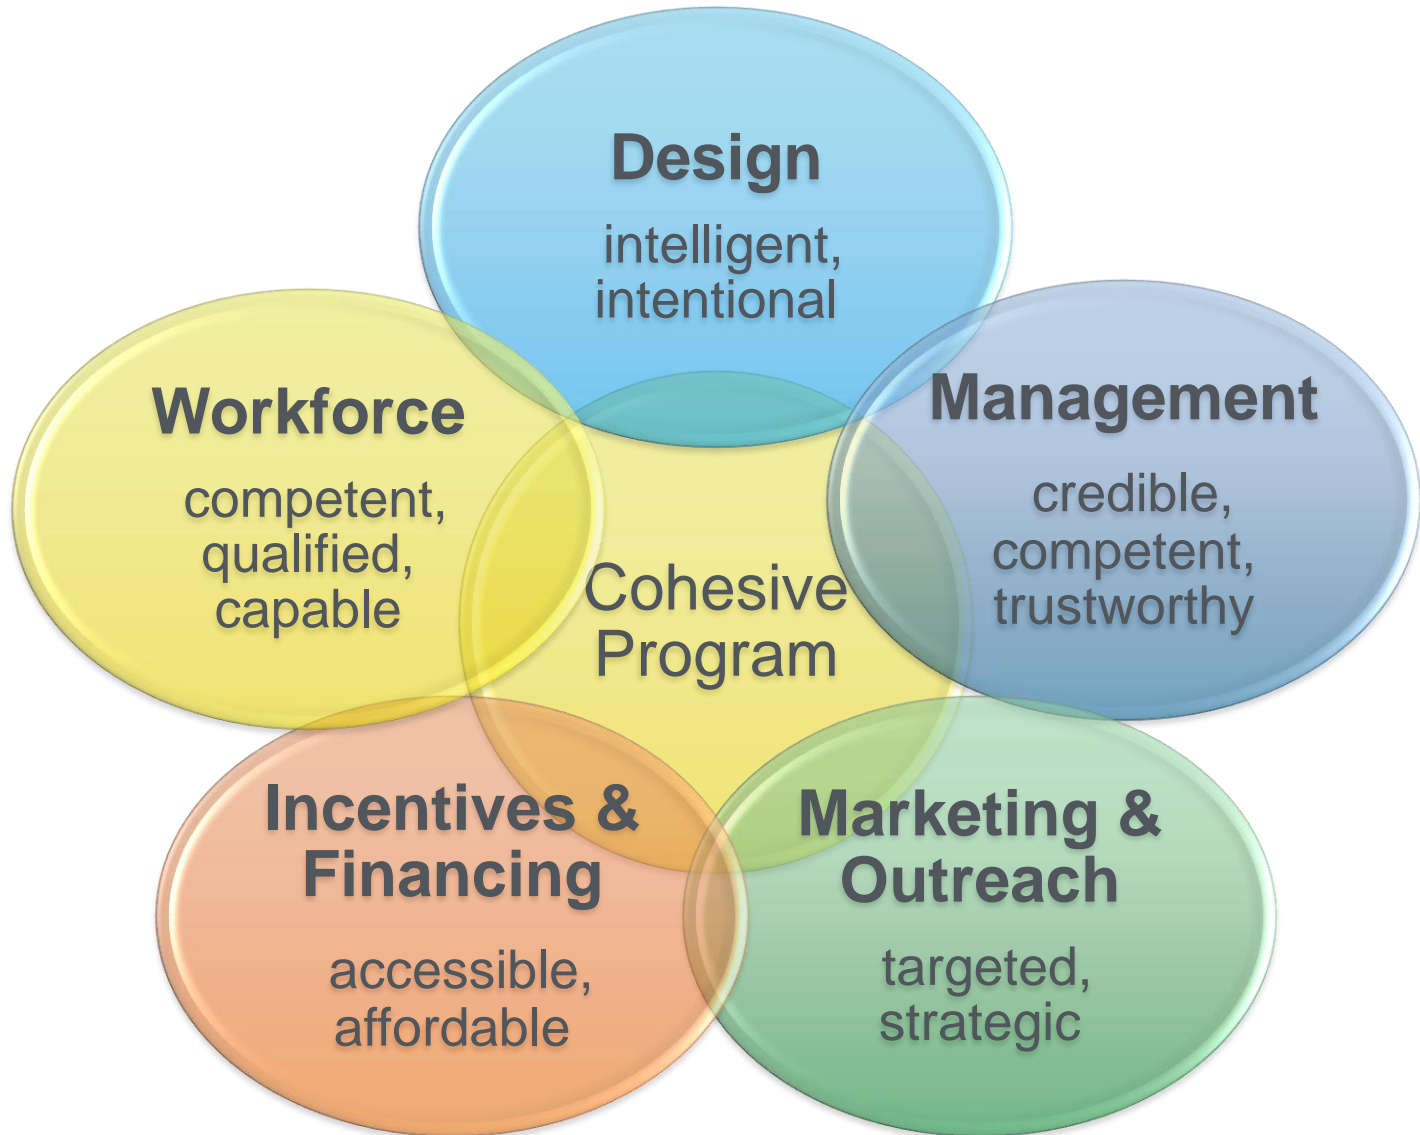 Design
intelligent,
intentional
Workforce
competent,
qualified,
capable
Management
credible,
competent,
trustworthy
Cohesive
Program
Incentives &
Financing
accessible,
affordable
Marketing &
Outreach
targeted,
strategic